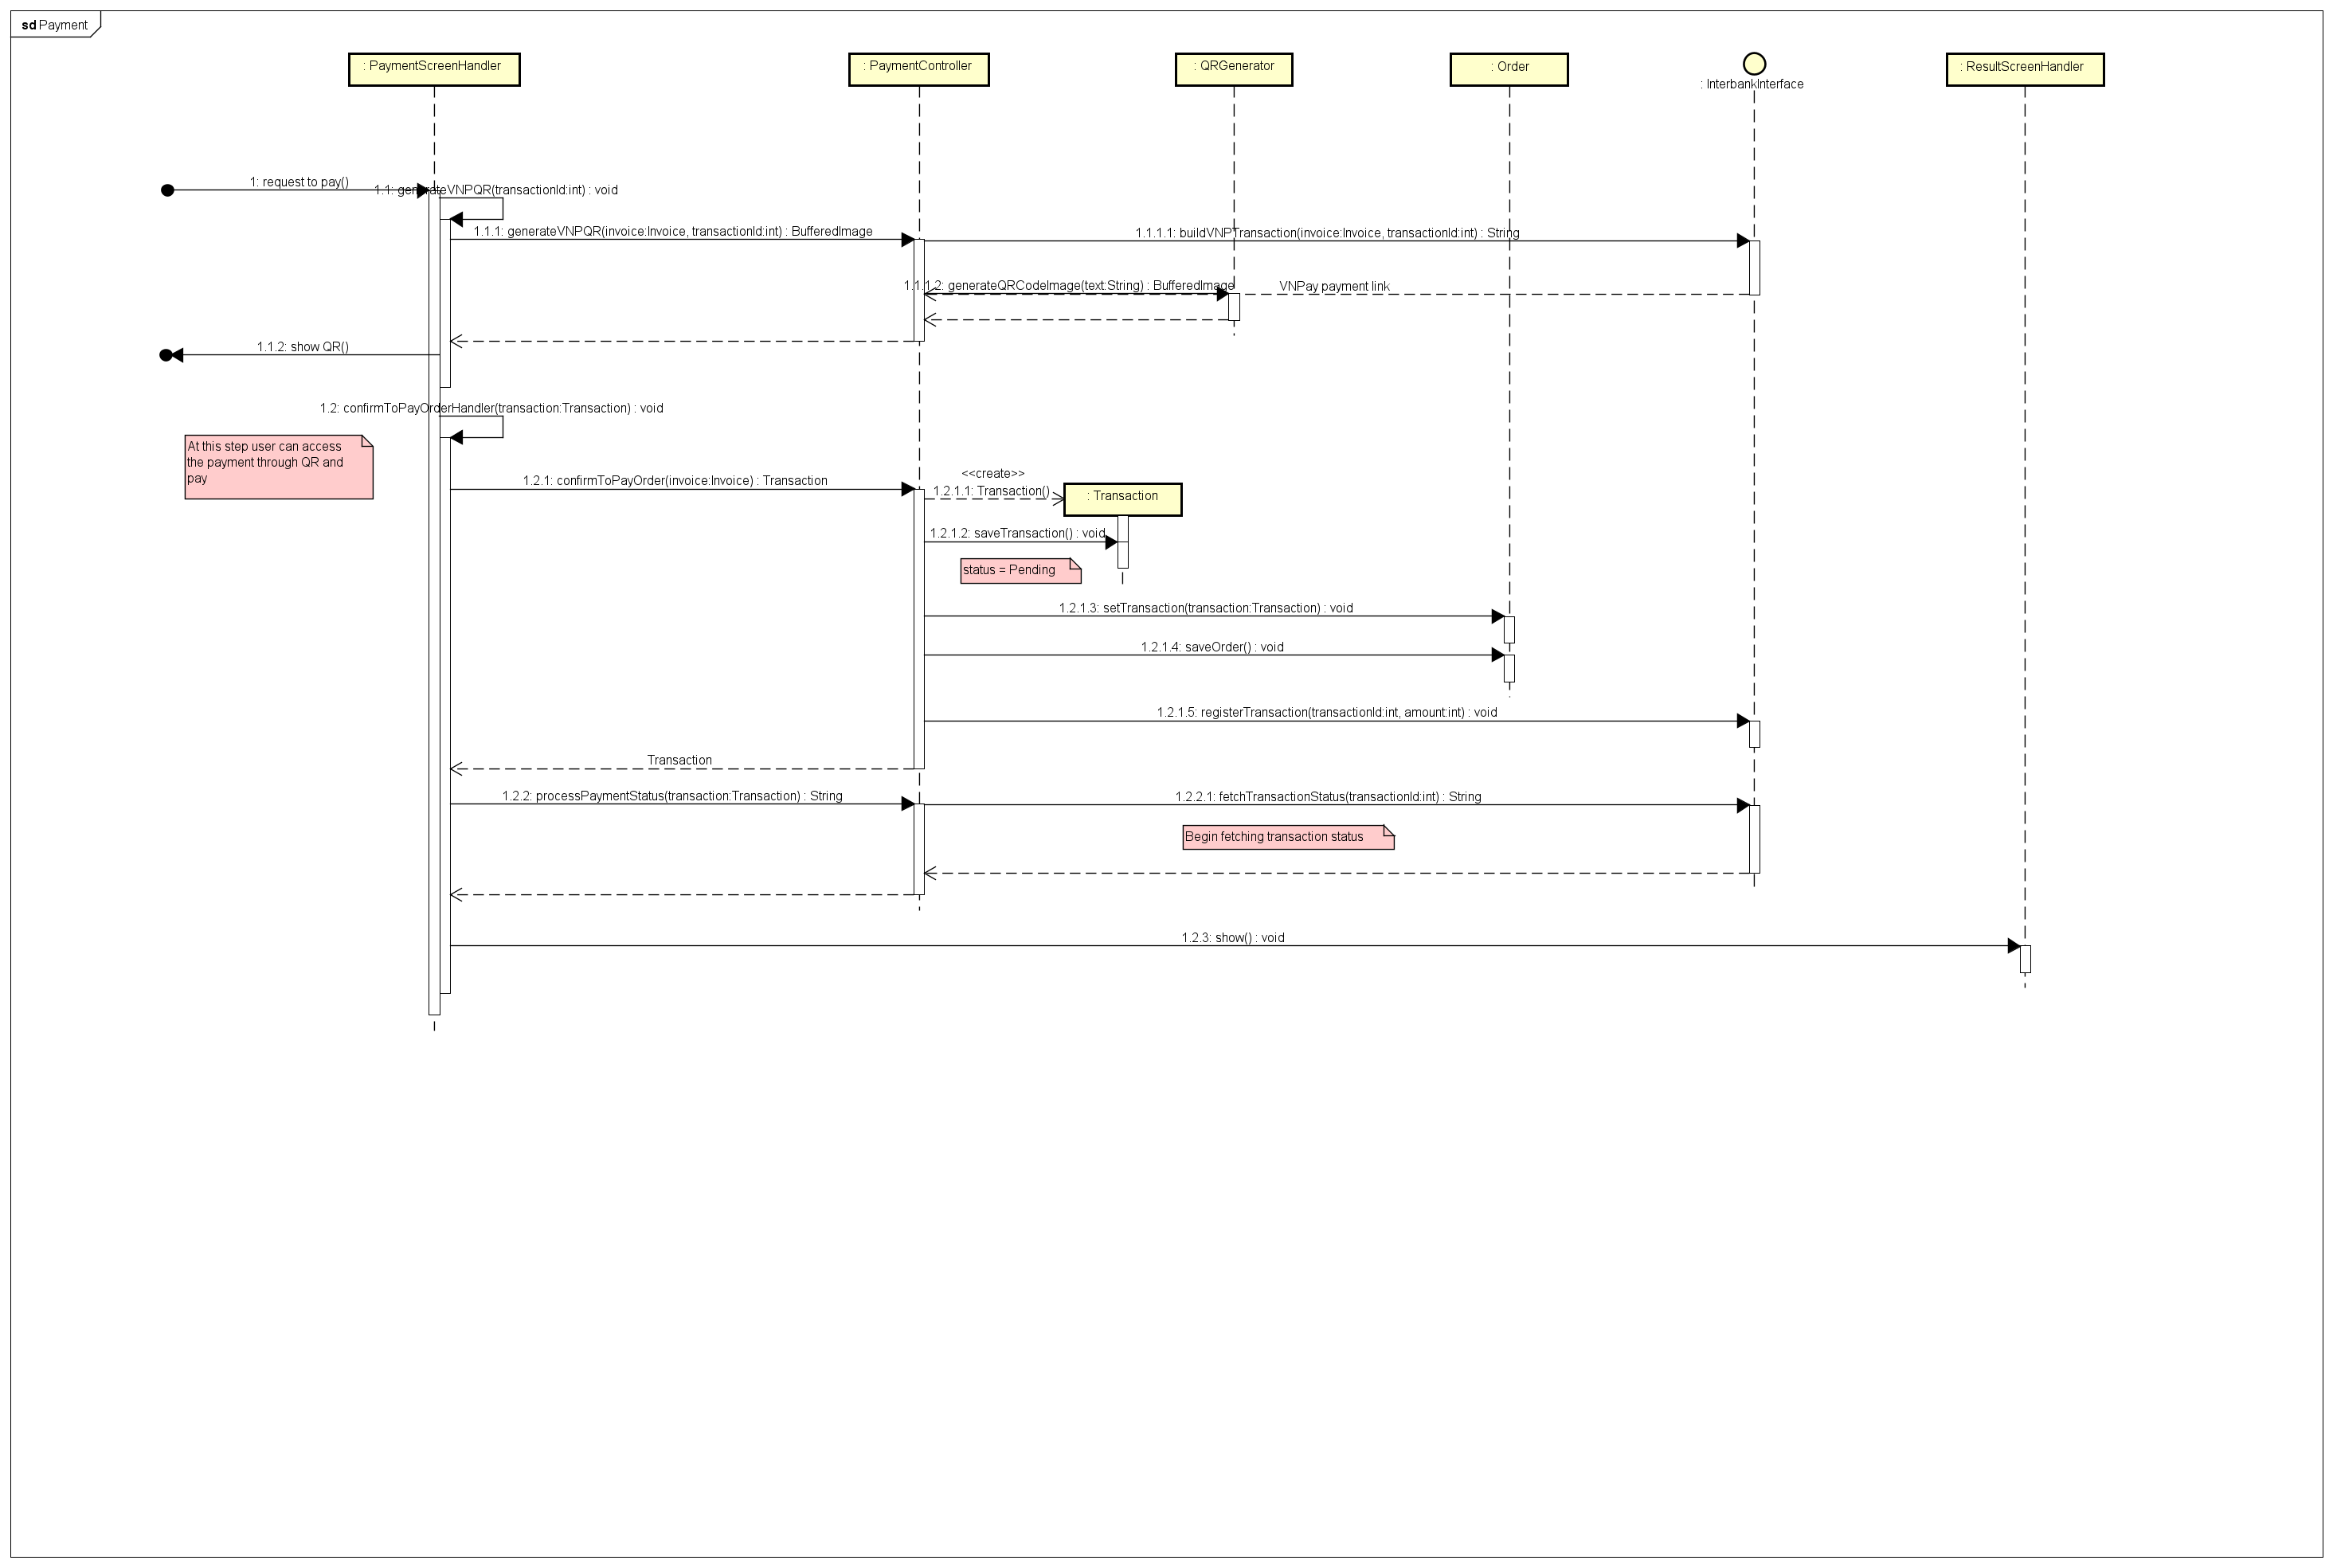 sd Payment
: PaymentScreenHandler
: PaymentController
: QRGenerator
: Order
: InterbankInterface
: ResultScreenHandler
1: request to pay()
1.1: generateVNPQR(transactionId:int) : void
1.1.1: generateVNPQR(invoice:Invoice, transactionId:int) : BufferedImage
1.1.1.1: buildVNPTransaction(invoice:Invoice, transactionId:int) : String
1.1.1.2: generateQRCodeImage(text:String) : BufferedImage
VNPay payment link
1.1.2: show QR()
1.2: confirmToPayOrderHandler(transaction:Transaction) : void
At this step user can access
the payment through QR and
pay
1.2.1: confirmToPayOrder(invoice:Invoice) : Transaction
<<create>>
1.2.1.1: Transaction()
: Transaction
1.2.1.2: saveTransaction() : void
status = Pending
1.2.1.3: setTransaction(transaction:Transaction) : void
1.2.1.4: saveOrder() : void
1.2.1.5: registerTransaction(transactionId:int, amount:int) : void
Transaction
1.2.2: processPaymentStatus(transaction:Transaction) : String
1.2.2.1: fetchTransactionStatus(transactionId:int) : String
Begin fetching transaction status
1.2.3: show() : void